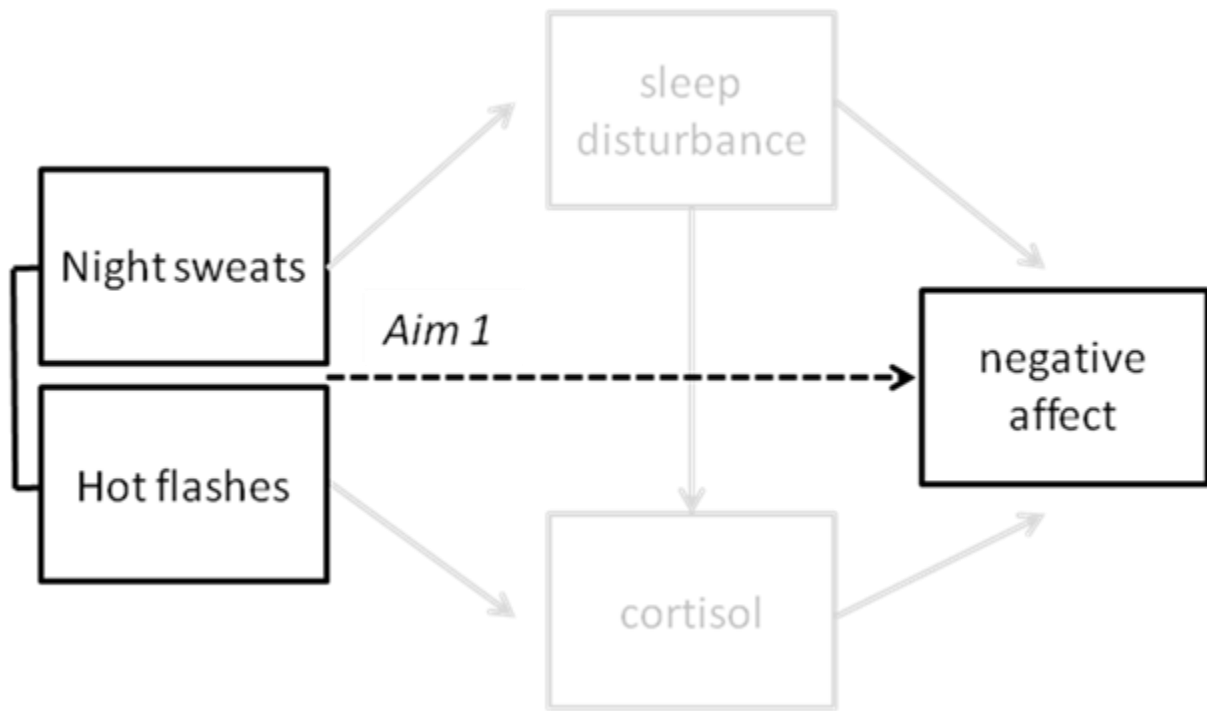 sleep
disturbance
Night sweats
Aim 1
negative
affect
Hot flashes
cortisol